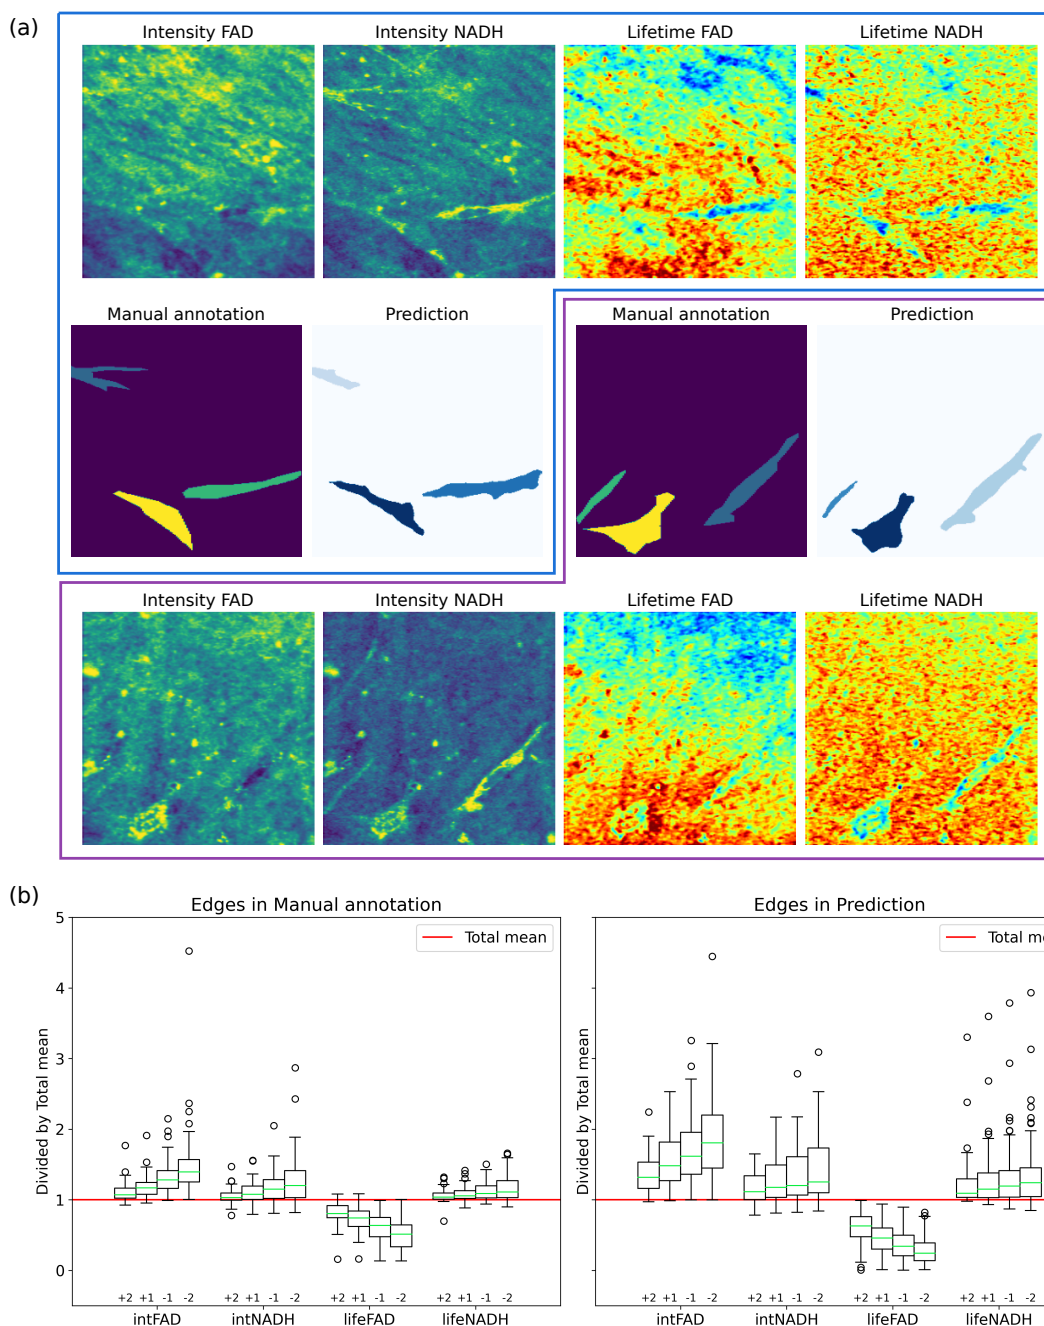 (a)
Intensity FAD Intensity NADH Lifetime FAD Lifetime NADH
Manual annotation Prediction Manual annotation Prediction
Intensity FAD Intensity NADH Lifetime FAD Lifetime NADH
(b)
Edges in Manual annotation
Total mean
Divided by Total mean
5
4
3
2
1
0
+2 +1 -1 -2 +2 +1 -1 -2 +2 +1 -1 -2 +2 +1 -1 -2
intFAD intNADH lifeFAD lifeNADH
Edges in Prediction
Total me
Divided by Total mean
+2 +1 -1 -2 +2 +1 -1 -2 +2 +1 -1 -2 +2 +1 -1 -2
intFAD intNADH lifeFAD lifeNADH